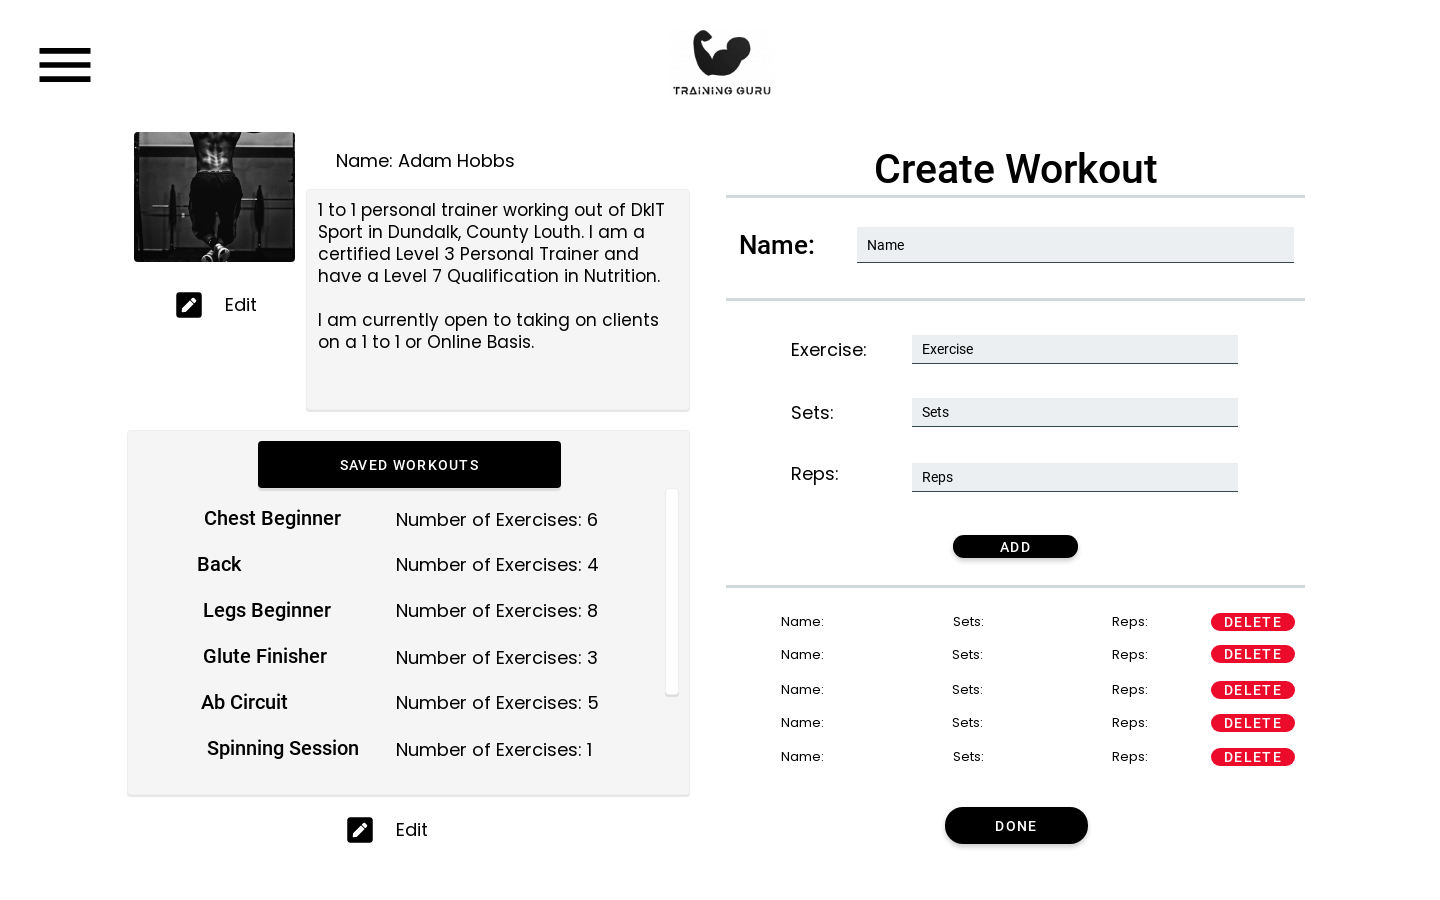 TRAINING GURU
Name: Adam Hobbs
1 to 1 personal trainer working out of DkIT
Sport in Dundalk, County Louth. I am a
certified Level 3 Personal Trainer and
have a Level 7 Qualification in Nutrition.
I am currently open to taking on clients
on a 1 to 1 or Online Basis.
Edit
SAVED WORKOUTS
Chest Beginner Number of Exercises: 6
Back Number of Exercises: 4
Legs Beginner Number of Exercises: 8
Glute Finisher Number of Exercises: 3
Ab Circuit Number of Exercises: 5
Spinning Session Number of Exercises: 1
Edit
Create Workout
Name: Name
Exercise: Exercise
Sets: Sets
Reps: Reps
ADD
Name: Sets: Reps: DELETE
Name: Sets: Reps: DELETE
Name: Sets: Reps: DELETE
Name: Sets: Reps: DELETE
Name: Sets: Reps: DELETE
DONE